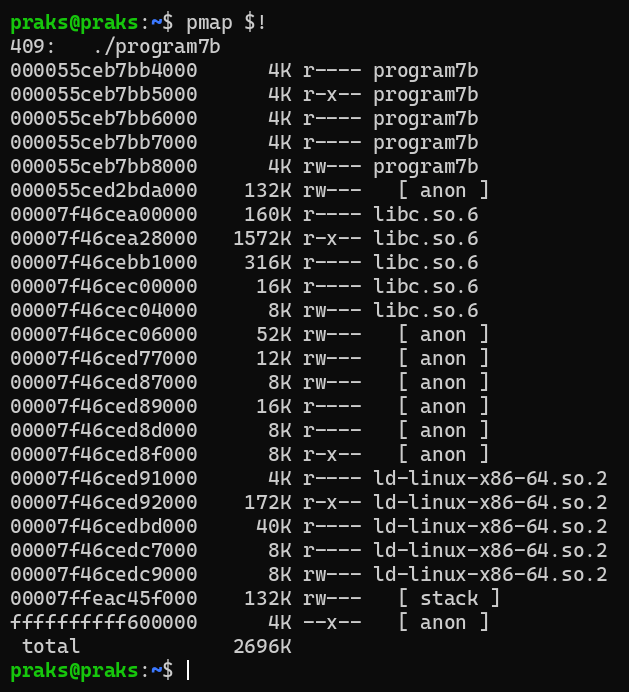 praks@praks:~$ pmap $!
409:   ./program7b
000055ceb7bb4000      4K r---- program7b
000055ceb7bb5000      4K r-x-- program7b
000055ceb7bb6000      4K r---- program7b
000055ceb7bb7000      4K r---- program7b
000055ceb7bb8000      4K rw--- program7b
000055ced2bda000    132K rw---   [ anon ]
00007f46cea00000    160K r---- libc.so.6
00007f46cea28000   1572K r-x-- libc.so.6
00007f46cebb1000    316K r---- libc.so.6
00007f46cec00000     16K r---- libc.so.6
00007f46cec04000      8K rw--- libc.so.6
00007f46cec06000     52K rw---   [ anon ]
00007f46ced77000     12K rw---   [ anon ]
00007f46ced87000      8K rw---   [ anon ]
00007f46ced89000     16K r----   [ anon ]
00007f46ced8d000      8K r----   [ anon ]
00007f46ced8f000      8K r-x--   [ anon ]
00007f46ced91000      4K r---- ld-linux-x86-64.so.2
00007f46ced92000    172K r-x-- ld-linux-x86-64.so.2
00007f46cedbd000     40K r---- ld-linux-x86-64.so.2
00007f46cedc7000      8K r---- ld-linux-x86-64.so.2
00007f46cedc9000      8K rw--- ld-linux-x86-64.so.2
00007ffeac45f000    132K rw---   [ stack ]
ffffffffff600000      4K --x--   [ anon ]
 total             2696K
praks@praks:~$